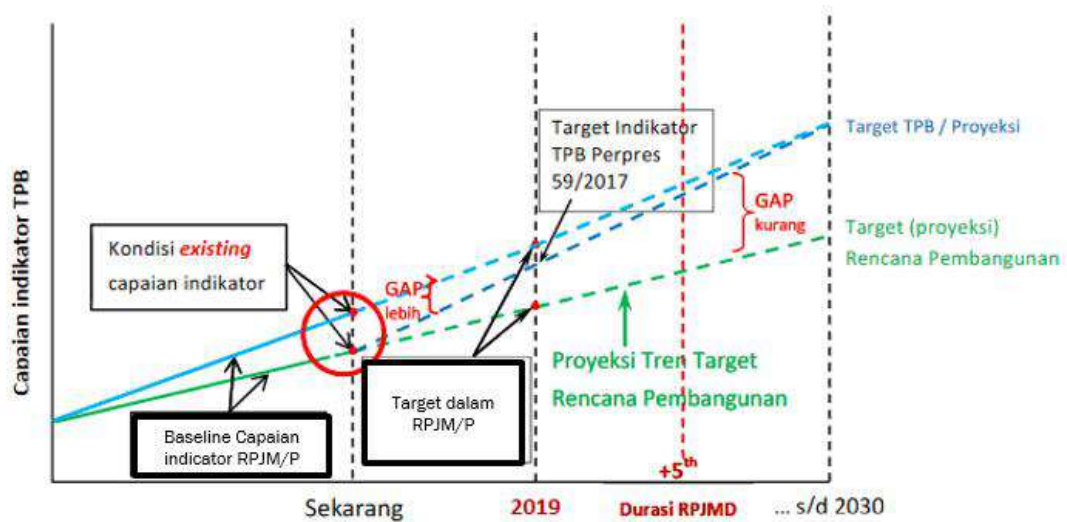 Capaian indikator TPB
Target Indikator
TPB Perpres
59/2017
Target TPB / Proyeksi
GAP
kurang
Target (proyeksi)
Rencana Pembangunan
Kondisi existing
capaian indikator
GAP
lebih
Proyeksi Tren Target
Rencana Pembangunan
Target dalam
RPJM/P
Baseline Capaian
indicator RPJM/P
+5th
Sekarang
2019
Durasi RPJMD
... s/d 2030